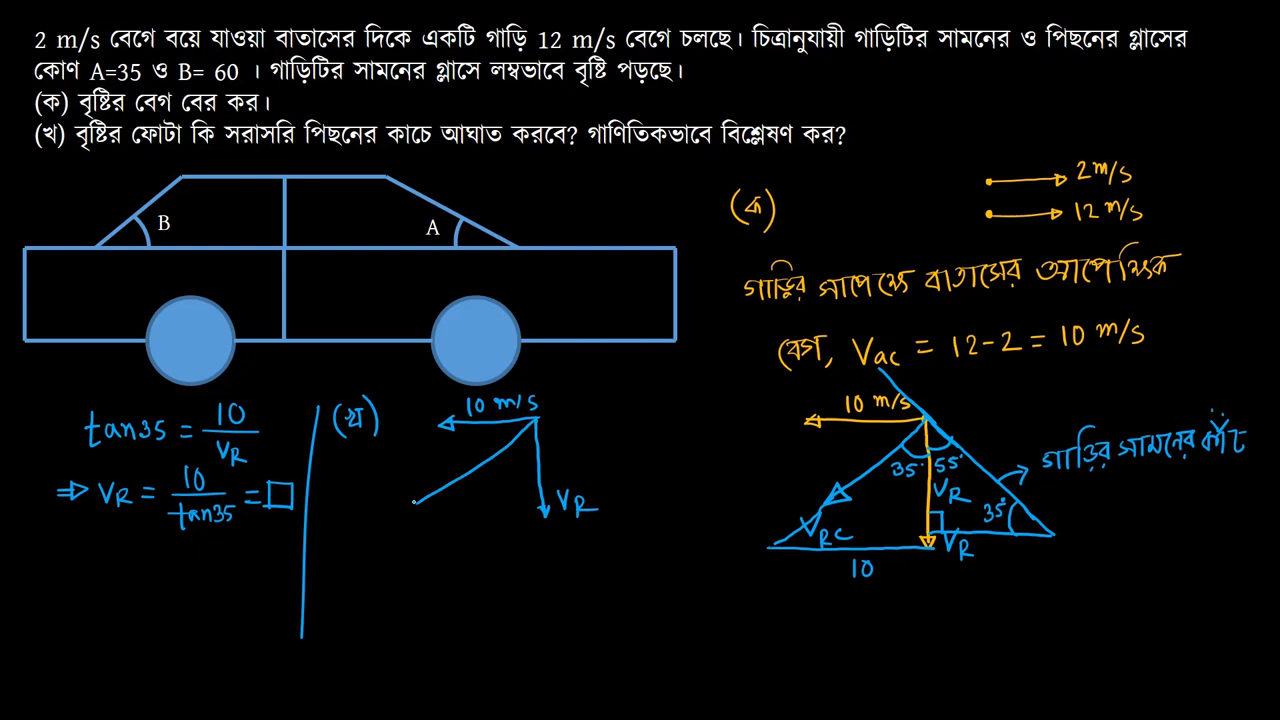 2 m/s বেগে বয়ে যাওয়া বাতাসের দিকে একটি গাড়ি 12 m/s বেগে চলছে। চিত্রানুযায়ী গাড়িটির সামনের ও পিছনের গ্লাসের
কোণ A=35 ও B= 60 । গাড়িটির সামনের গ্লাসে লম্বভাবে বৃষ্টি পড়ছে।
(ক) বৃষ্টির বেগ বের কর।
(খ) বৃষ্টির ফোটা কি সরাসরি পিছনের কাচে আঘাত করবে? গাণিতিকভাবে বিশ্লেষণ কর?
B
A
(ক)
2 m/s
12 m/s
গাড়ির সাপেক্ষে বাতাসের আপেক্ষিক
বেগ, Vac = 12 - 2 = 10 m/s
10 m/s
35° 55°
VR
VRC
35°
VR
10
গাড়ির সামনের কাঁচ
tan35 = 10/VR
⇒ VR = 10/tan35 = □
(খ)
10 m/s
VR